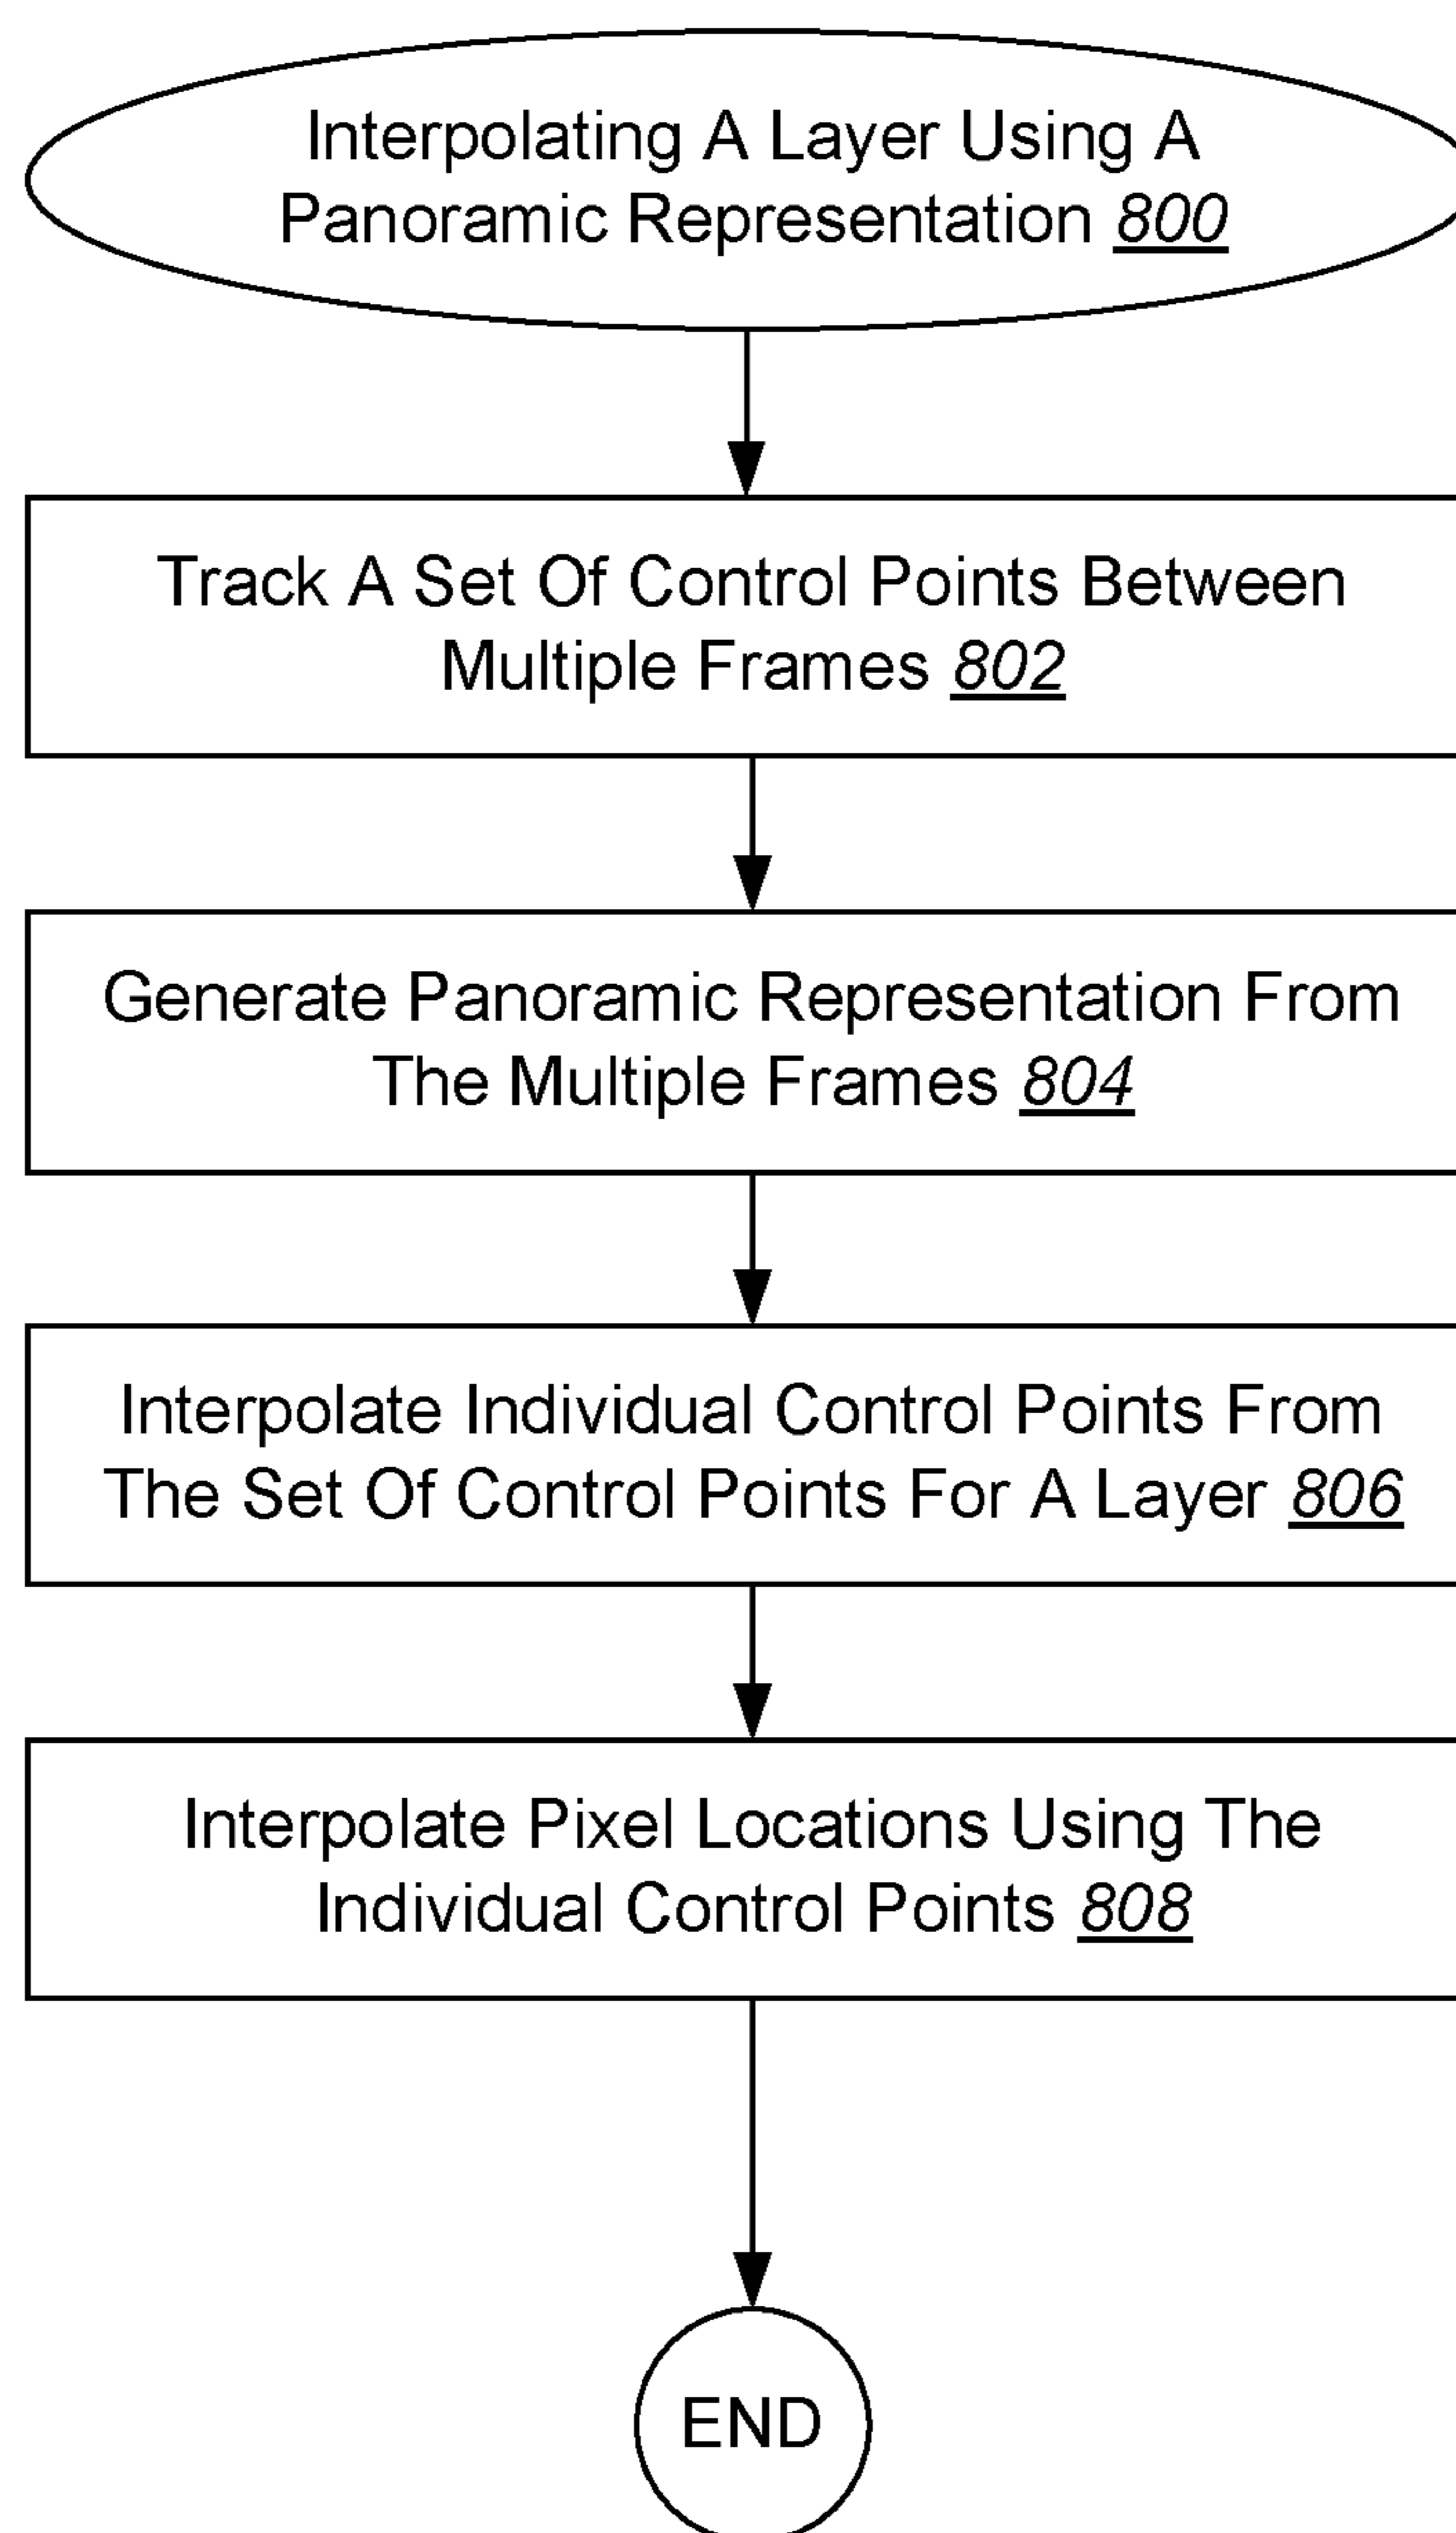 Interpolating A Layer Using A
Panoramic Representation 800
Track A Set Of Control Points Between
Multiple Frames 802
Generate Panoramic Representation From
The Multiple Frames 804
Interpolate Individual Control Points From
The Set Of Control Points For A Layer 806
Interpolate Pixel Locations Using The
Individual Control Points 808
END